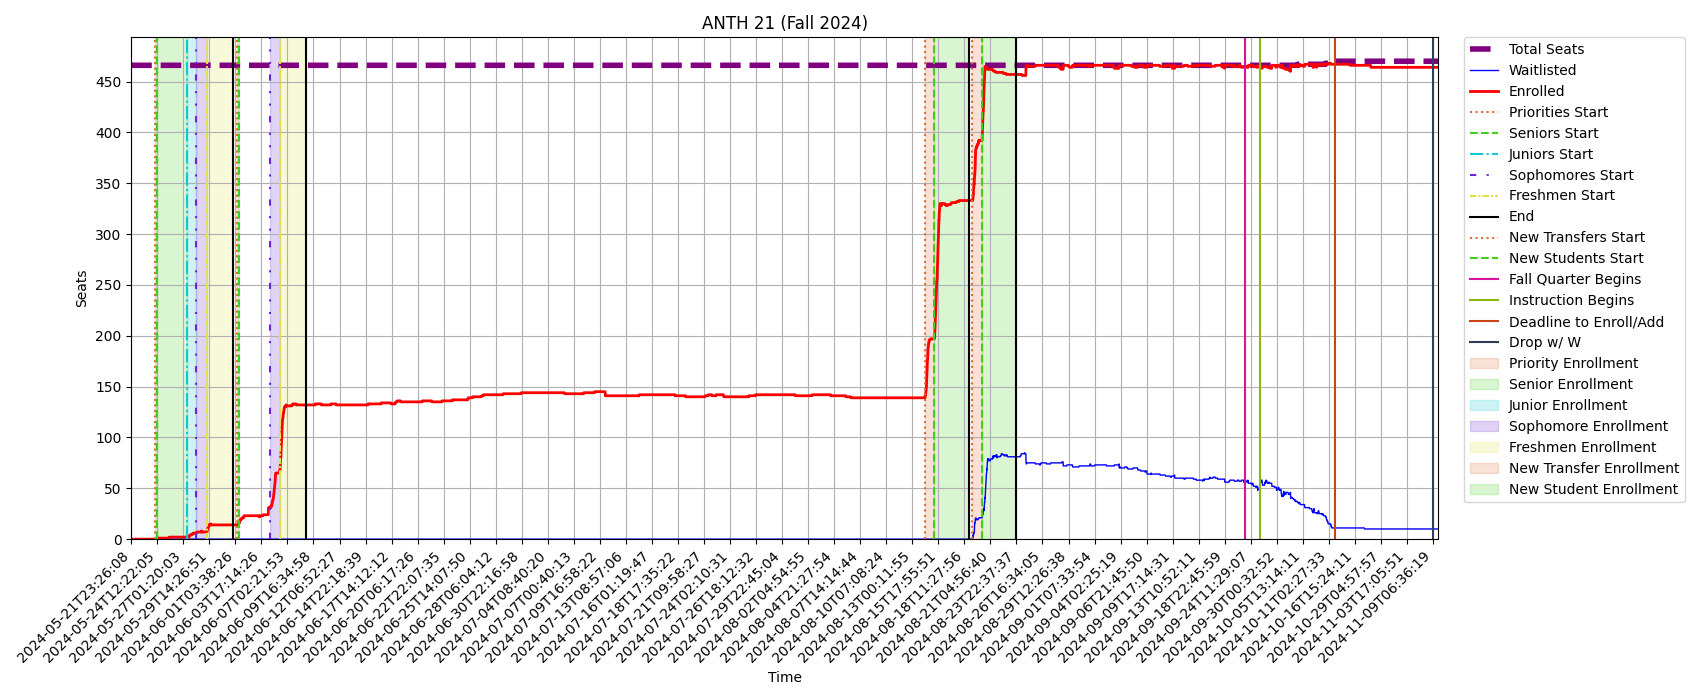 ANTH 21 (Fall 2024)
Seats
450
400
350
300
250
200
150
100
50
0
2024-05-21T23:26:08
2024-05-24T12:22:05
2024-05-27T01:20:03
2024-05-29T14:26:51
2024-06-01T03:38:26
2024-06-03T17:14:26
2024-06-07T02:21:53
2024-06-09T16:34:58
2024-06-12T06:52:27
2024-06-14T22:18:39
2024-06-17T14:12:12
2024-06-20T06:17:26
2024-06-22T22:07:35
2024-06-25T14:07:50
2024-06-28T06:04:12
2024-06-30T22:16:58
2024-07-04T08:40:20
2024-07-07T00:40:13
2024-07-09T16:58:22
2024-07-13T08:57:06
2024-07-16T01:19:47
2024-07-18T17:35:22
2024-07-21T09:58:27
2024-07-24T02:10:31
2024-07-26T18:12:32
2024-07-29T22:45:04
2024-08-02T04:54:55
2024-08-04T21:27:54
2024-08-07T14:14:44
2024-08-10T07:08:24
2024-08-13T00:11:55
2024-08-15T17:55:51
2024-08-18T11:27:56
2024-08-21T04:56:40
2024-08-23T22:37:37
2024-08-26T16:34:05
2024-08-29T12:26:38
2024-09-01T07:33:54
2024-09-04T02:25:19
2024-09-06T21:45:50
2024-09-11T17:14:31
2024-09-13T10:52:11
2024-09-18T22:45:59
2024-09-24T11:29:07
2024-09-30T00:32:52
2024-10-05T13:14:11
2024-10-11T02:27:33
2024-10-16T15:24:11
2024-10-29T04:57:57
2024-11-03T17:05:51
2024-11-09T06:36:19
Time
Total Seats
Waitlisted
Enrolled
Priorities Start
Seniors Start
Juniors Start
Sophomores Start
Freshmen Start
End
New Transfers Start
New Students Start
Fall Quarter Begins
Instruction Begins
Deadline to Enroll/Add
Drop w/ W
Priority Enrollment
Senior Enrollment
Junior Enrollment
Sophomore Enrollment
Freshmen Enrollment
New Transfer Enrollment
New Student Enrollment